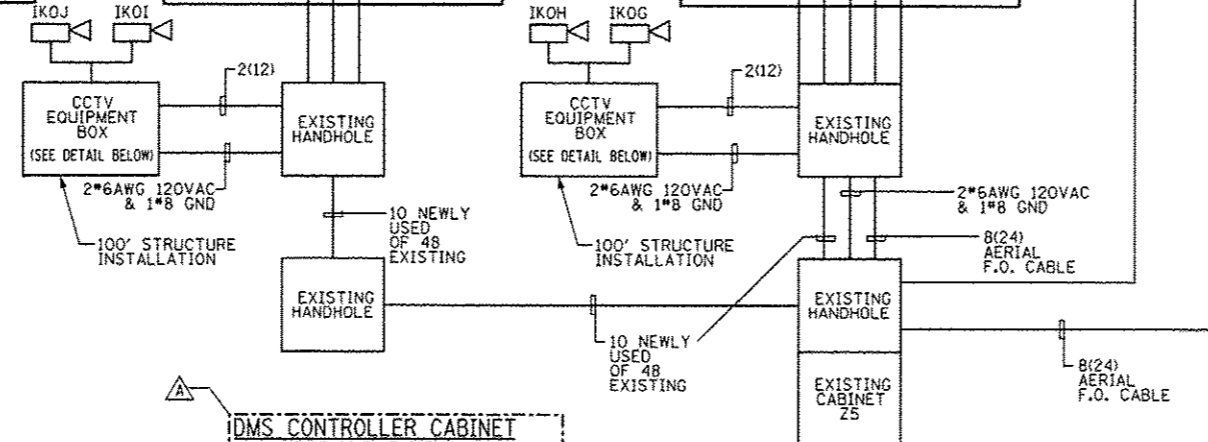 IKOJ
IKOI
IKOH
IKOG
2(12)
2(12)
CCTV
EQUIPMENT
BOX
(SEE DETAIL BELOW)
EXISTING
HANDHOLE
CCTV
EQUIPMENT
BOX
(SEE DETAIL BELOW)
EXISTING
HANDHOLE
2#6AWG 120VAC
& 1#8 GND
2#6AWG 120VAC
& 1#8 GND
2#6AWG 120VAC
& 1#8 GND
100' STRUCTURE
INSTALLATION
10 NEWLY
USED
OF 48
EXISTING
100' STRUCTURE
INSTALLATION
8(24)
AERIAL
F.O. CABLE
EXISTING
HANDHOLE
EXISTING
HANDHOLE
10 NEWLY
USED
OF 48
EXISTING
8(24)
AERIAL
F.O. CABLE
EXISTING
CABINET
Z5
A
DMS CONTROLLER CABINET